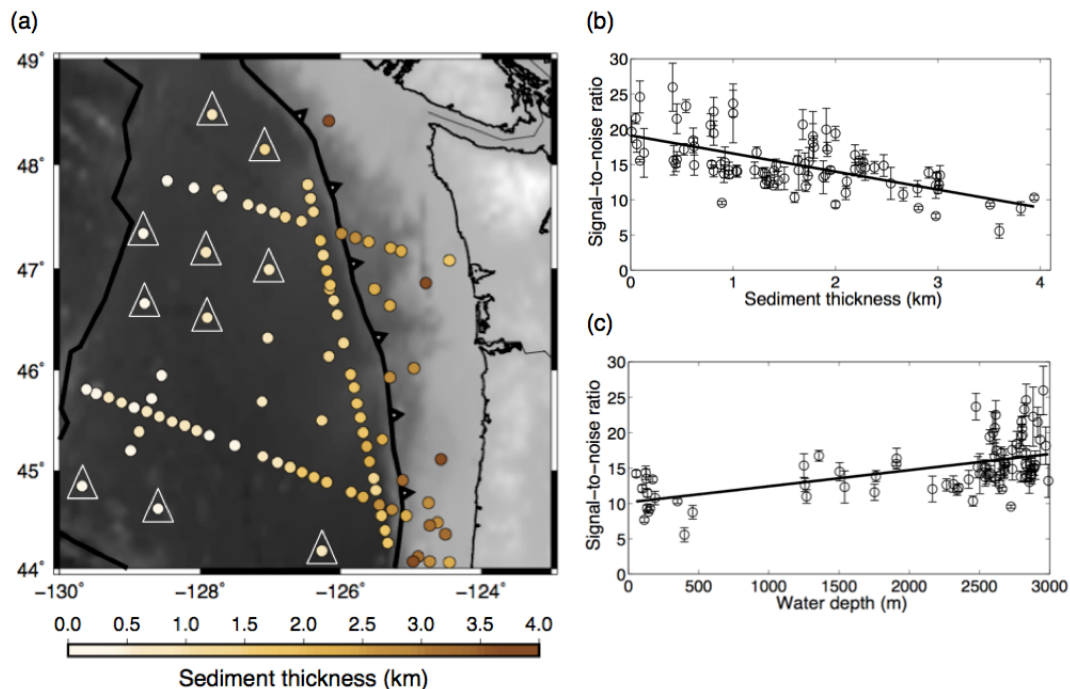 (a)
49°
48°
47°
46°
45°
44°
−130° −128° −126° −124°
0.0 0.5 1.0 1.5 2.0 2.5 3.0 3.5 4.0
Sediment thickness (km)
(b)
Signal−to−noise ratio
30
25
20
15
10
5
0
0 1 2 3 4
Sediment thickness (km)
(c)
Signal−to−noise ratio
30
25
20
15
10
5
0
0 500 1000 1500 2000 2500 3000
Water depth (m)